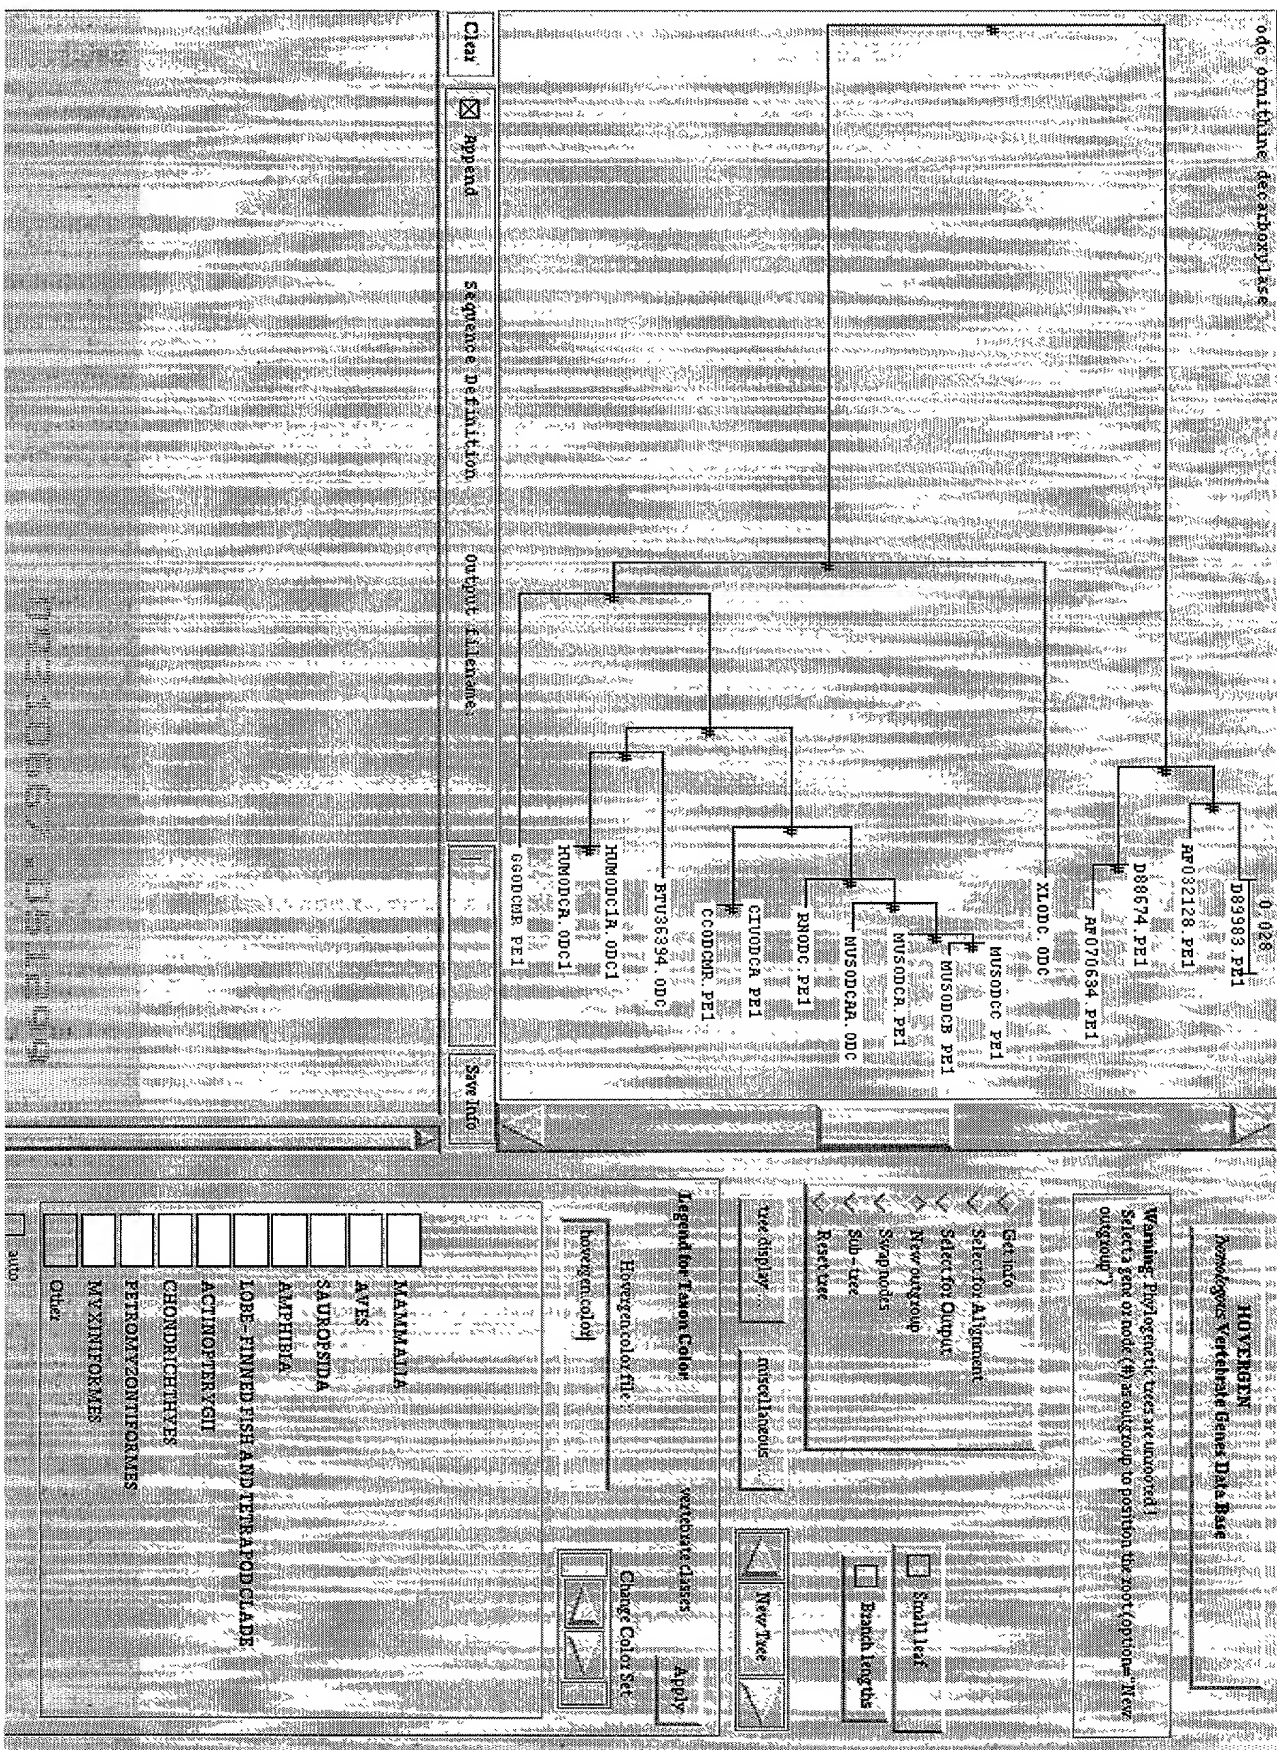 odc ornithine decarboxylase
0.028
D89983.PE1
AF032128.PE1
D88674.PE1
AF070634.PE1
XLODC.ODC
MUSODCC.PE1
MUSODCB.PE1
MUSODCA.PE1
MUSODCBA.ODC
RNODC.PE1
CIUODCA.PE1
CCODCMR.PE1
BTU36394.ODC
HUMODC1A.ODC1
HUMODCA.ODC1
GGODCMR.PE1
Clear
Append
Sequence Definition
Output filename:
Save Info
HOVERGEN
Homologous Vertebrate Genes Data Base
Warning: Phylogenetic trees are unrooted!
Select a gene or node (#) as outgroup to position the root (option="New
outgroup")
Get info
Select for Alignment
Select for Output
New outgroup
Swap nodes
Sub-tree
Reset tree
Small leaf
Branch lengths
tree display...
miscellaneous...
New Tree
Legend for Taxon Color
vertebrate classes
Apply
Hovergen color file :
hovergen.color
Change Color Set
MAMMALIA
AVES
SAUROPSIDA
AMPHIBIA
LOBE-FINNED FISH AND TETRAPOD CLADE
ACTINOPTERYGII
CHONDRICHTHYES
PETROMYZONTIFORMES
MYXINIFORMES
Other
auto